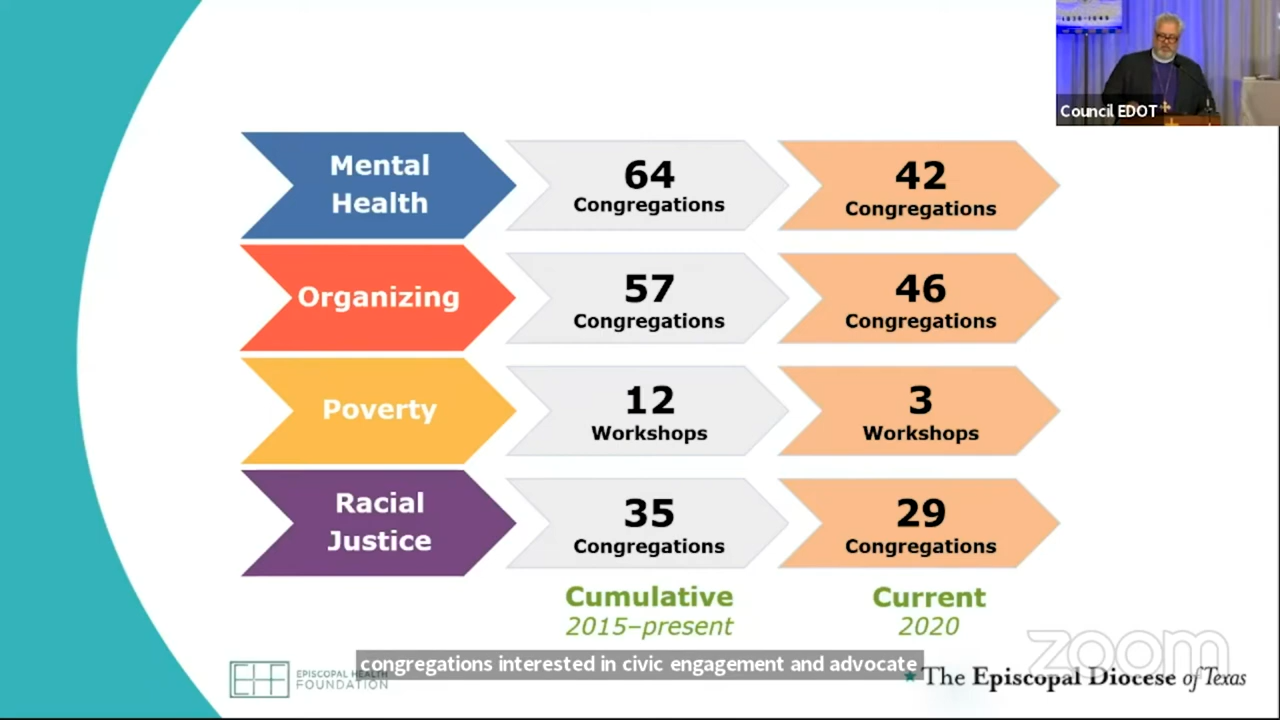 Council EDOT
Mental
Health
64
Congregations
42
Congregations
Organizing
57
Congregations
46
Congregations
Poverty
12
Workshops
3
Workshops
Racial
Justice
35
Congregations
29
Congregations
Cumulative
2015–present
Current
2020
zoom
congregations interested in civic engagement and advocate
EHF
EPISCOPAL HEALTH
FOUNDATION
The Episcopal Diocese of Texas